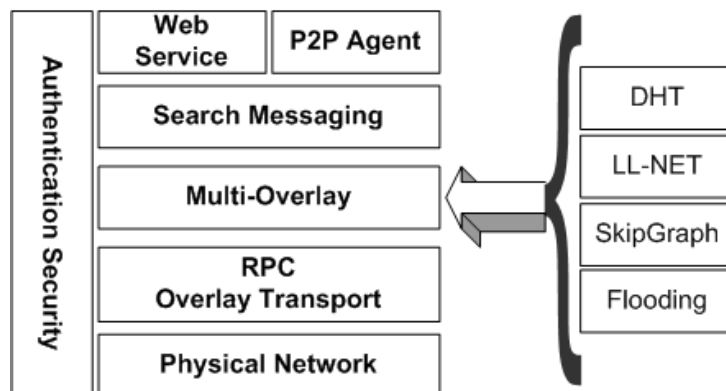 Authentication Security
Web
Service
P2P Agent
Search Messaging
Multi-Overlay
RPC
Overlay Transport
Physical Network
DHT
LL-NET
SkipGraph
Flooding